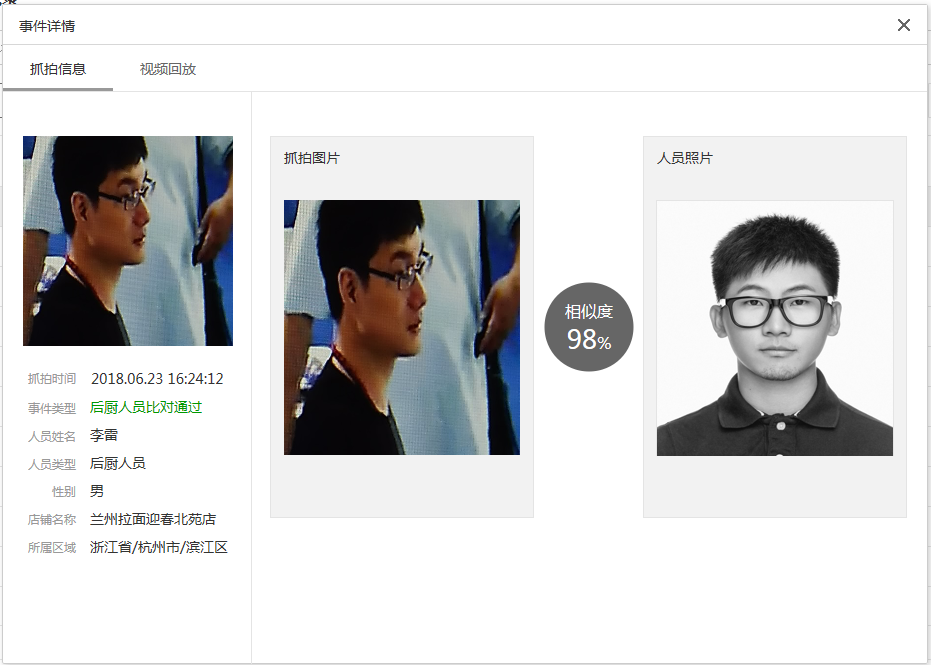 事件详情
抓拍信息
视频回放
抓拍时间 2018.06.23 16:24:12
事件类型 后厨人员比对通过
人员姓名 李雷
人员类型 后厨人员
性别 男
店铺名称 兰州拉面迎春北苑店
所属区域 浙江省/杭州市/滨江区
抓拍图片
相似度
98%
人员照片